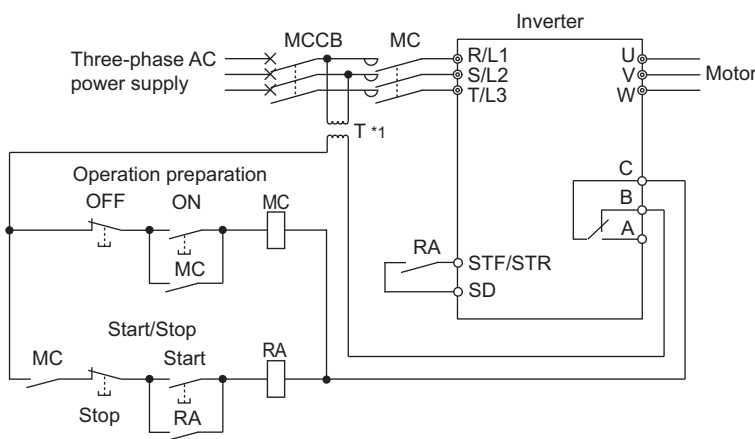 Inverter
Three-phase AC
power supply
MCCB
MC
R/L1
S/L2
T/L3
U
V
W
Motor
T *1
Operation preparation
OFF
ON
MC
MC
C
B
A
RA
STF/STR
SD
Start/Stop
MC
Start
RA
Stop
RA